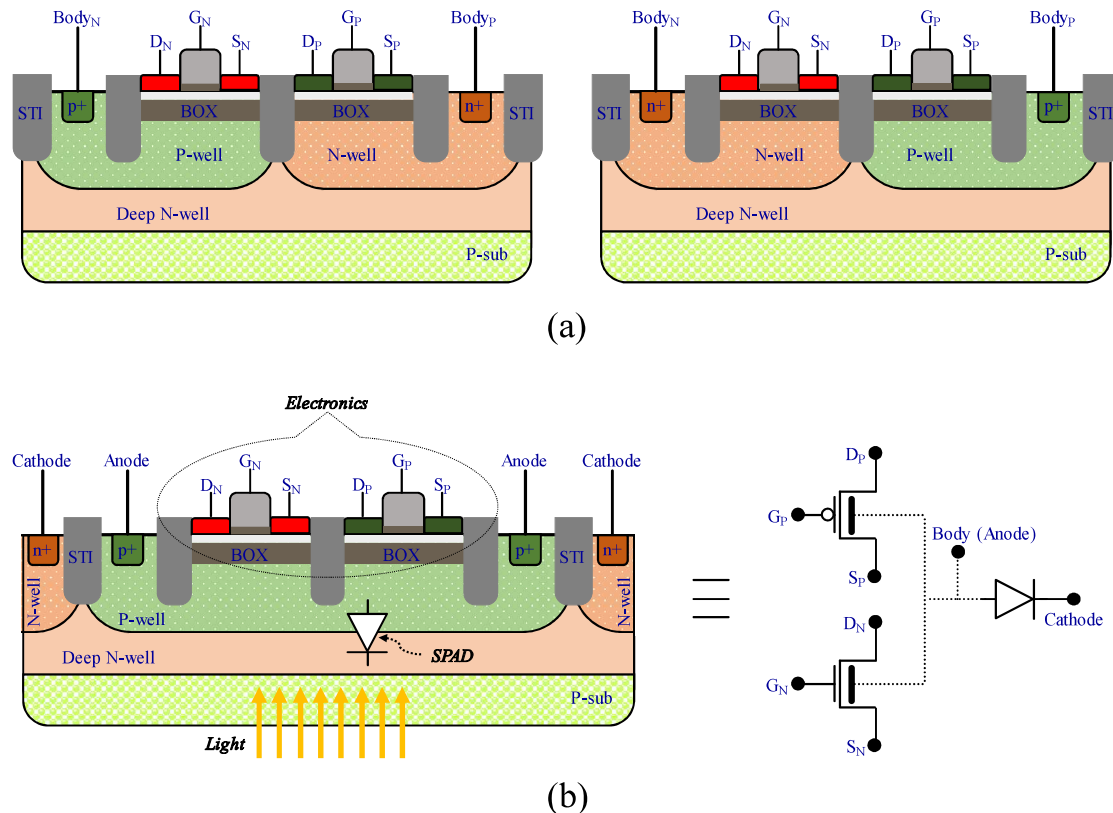 Body_N G_N G_P Body_P
D_N S_N D_P S_P
STI p+ BOX BOX n+ STI
P-well N-well
Deep N-well
P-sub
Body_N G_N G_P Body_P
D_N S_N D_P S_P
STI n+ BOX BOX p+ STI
N-well P-well
Deep N-well
P-sub
(a)
Electronics
Cathode Anode G_N G_P Anode Cathode
D_N S_N D_P S_P
n+ STI p+ BOX BOX p+ STI n+
N-well P-well N-well
Deep N-well SPAD
P-sub
Light
D_P
G_P
Body (Anode)
S_P
Cathode
D_N
G_N
S_N
(b)